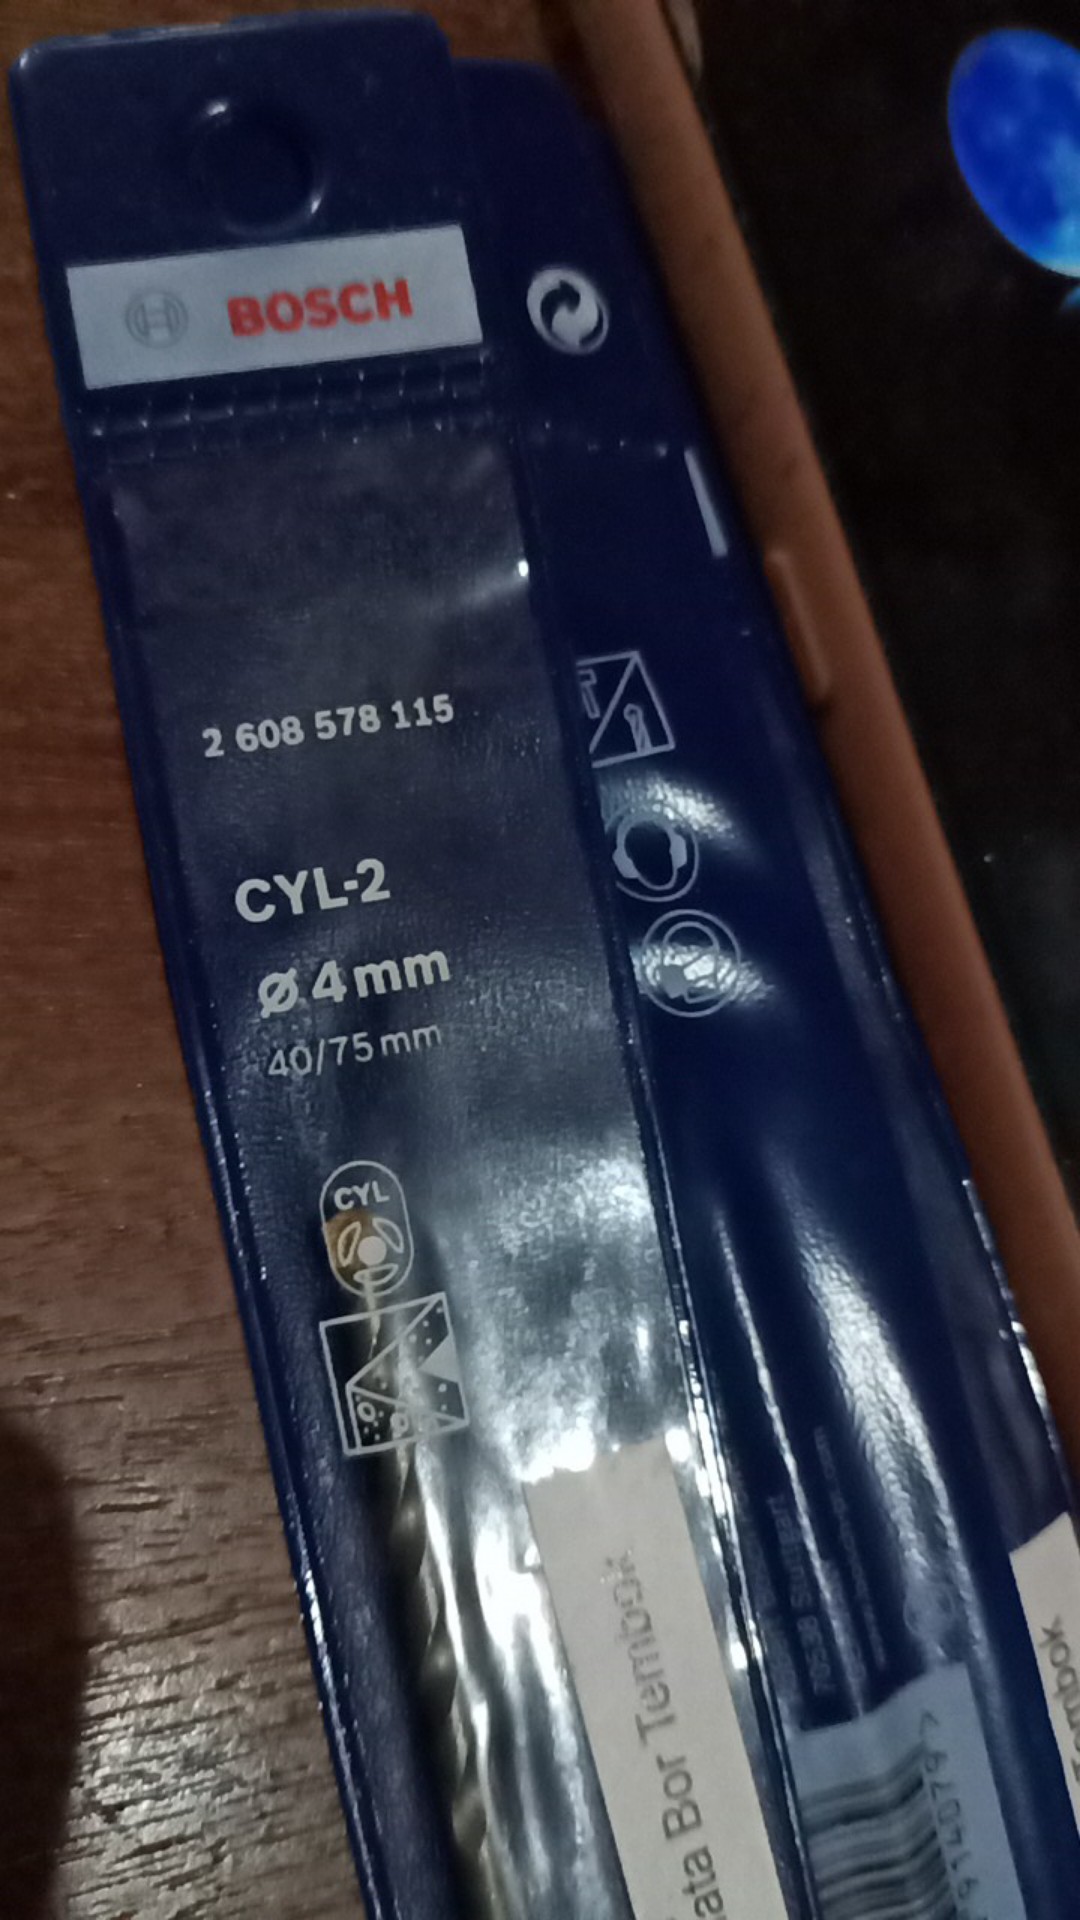 BOSCH
2 608 578 115
CYL-2
Ø 4 mm
40/75 mm
CYL
ata Bor Tembok
Tembok